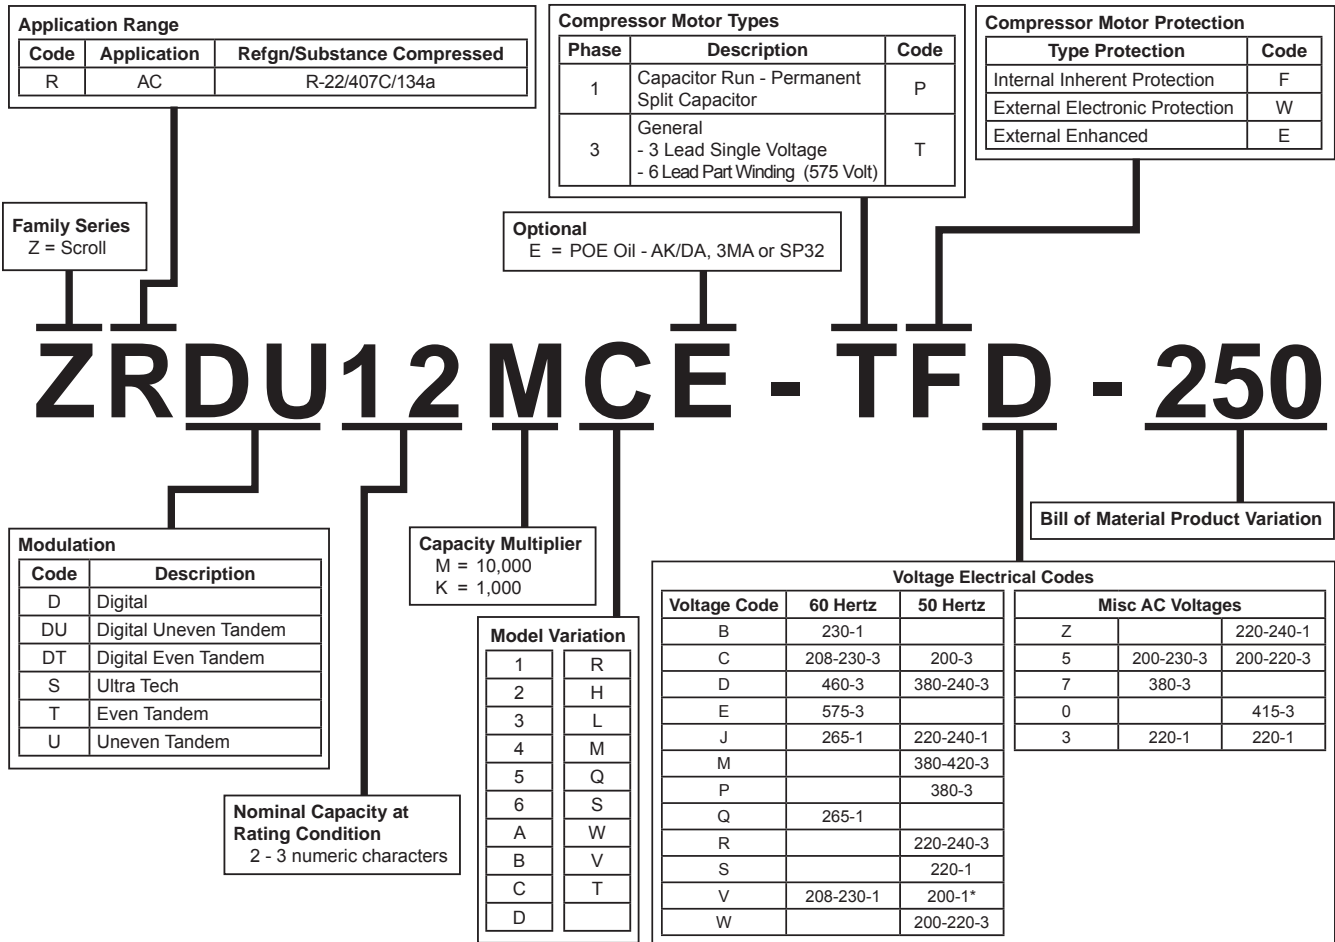 Application Range
Code Application Refgn/Substance Compressed
R AC R-22/407C/134a
Compressor Motor Types
Phase Description Code
1 Capacitor Run - Permanent Split Capacitor P
3 General
- 3 Lead Single Voltage
- 6 Lead Part Winding (575 Volt) T
Compressor Motor Protection
Type Protection Code
Internal Inherent Protection F
External Electronic Protection W
External Enhanced E
Family Series
Z = Scroll
Optional
E = POE Oil - AK/DA, 3MA or SP32
ZRDU12MCE - TFD - 250
Modulation
Code Description
D Digital
DU Digital Uneven Tandem
DT Digital Even Tandem
S Ultra Tech
T Even Tandem
U Uneven Tandem
Nominal Capacity at
Rating Condition
2 - 3 numeric characters
Capacity Multiplier
M = 10,000
K = 1,000
Model Variation
1 R
2 H
3 L
4 M
5 Q
6 S
A W
B V
C T
D
Bill of Material Product Variation
Voltage Electrical Codes
Voltage Code 60 Hertz 50 Hertz
B 230-1
C 208-230-3 200-3
D 460-3 380-240-3
E 575-3
J 265-1 220-240-1
M 380-420-3
P 380-3
Q 265-1
R 220-240-3
S 220-1
V 208-230-1 200-1*
W 200-220-3
Misc AC Voltages
Z 220-240-1
5 200-230-3 200-220-3
7 380-3
0 415-3
3 220-1 220-1